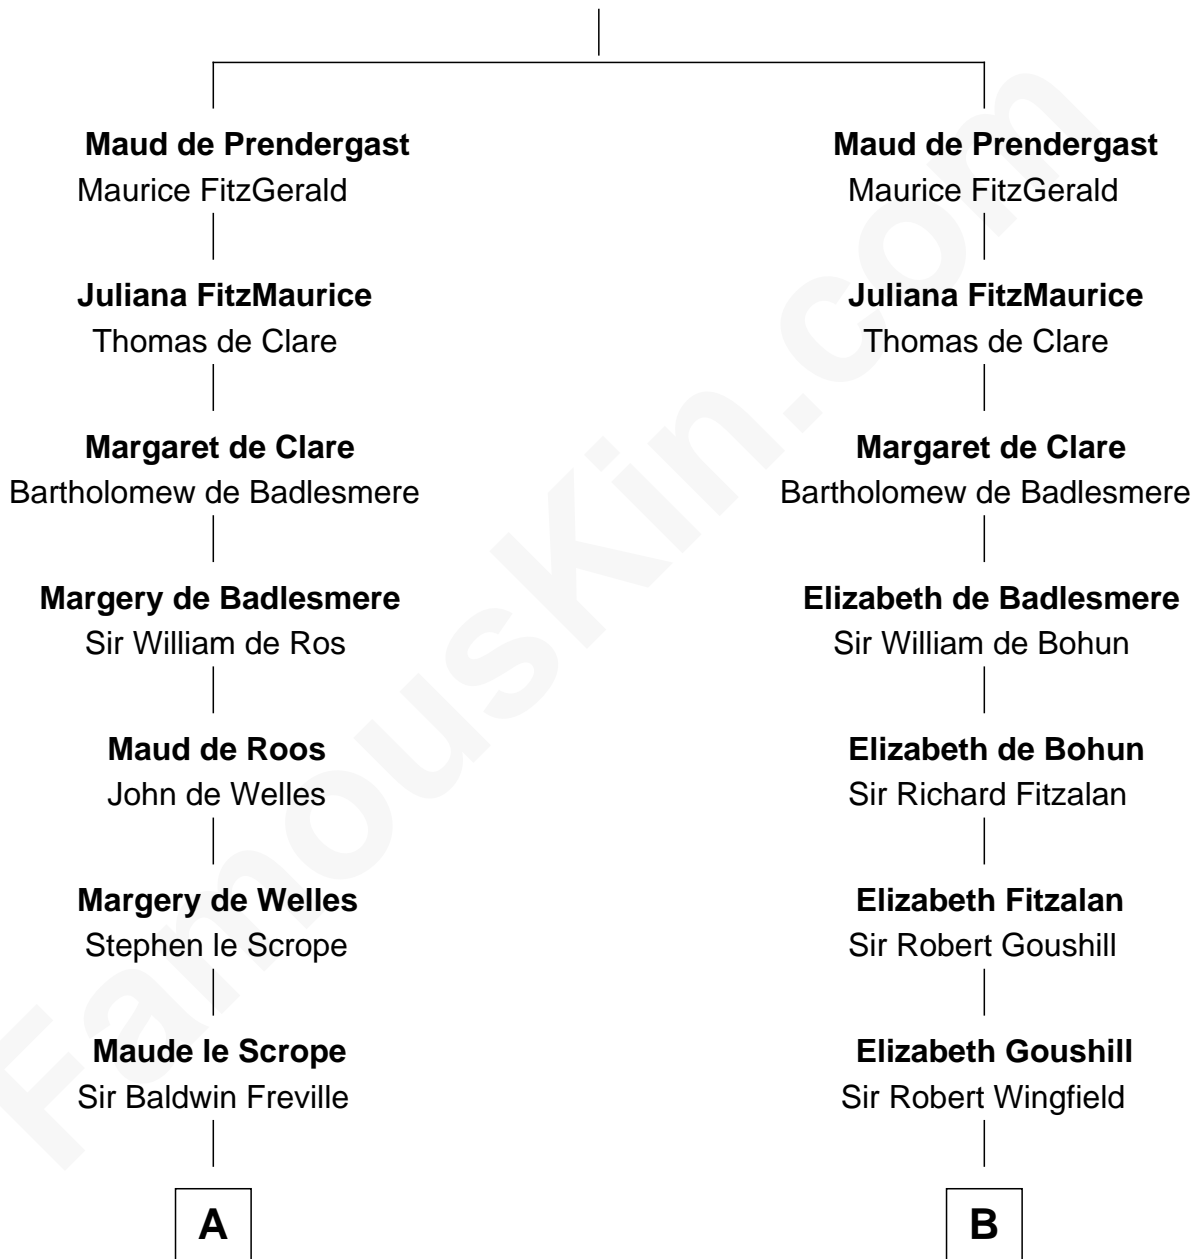 Maud de Prendergast
Maurice FitzGerald
Juliana FitzMaurice
Thomas de Clare
Margaret de Clare
Bartholomew de Badlesmere
Margery de Badlesmere
Sir William de Ros
Maud de Roos
John de Welles
Margery de Welles
Stephen le Scrope
Maude le Scrope
Sir Baldwin Freville
A
Maud de Prendergast
Maurice FitzGerald
Juliana FitzMaurice
Thomas de Clare
Margaret de Clare
Bartholomew de Badlesmere
Elizabeth de Badlesmere
Sir William de Bohun
Elizabeth de Bohun
Sir Richard Fitzalan
Elizabeth Fitzalan
Sir Robert Goushill
Elizabeth Goushill
Sir Robert Wingfield
B
FamousKin.com